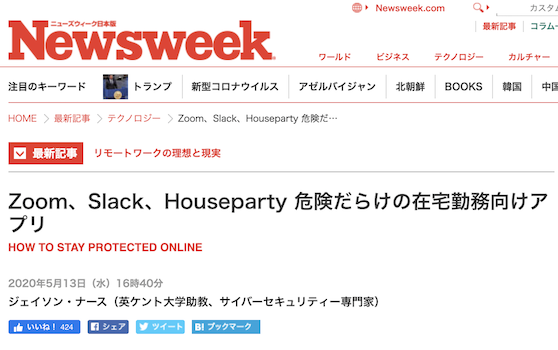 ニューズウィーク日本版
Newsweek
Newsweek.com
カスタ
最新記事
コラム・
ワールド
ビジネス
テクノロジー
カルチャー
注目のキーワード
トランプ
新型コロナウイルス
アゼルバイジャン
北朝鮮
BOOKS
韓国
中国
HOME > 最新記事 > テクノロジー > Zoom、Slack、Houseparty 危険だ…
最新記事
リモートワークの理想と現実
Zoom、Slack、Houseparty 危険だらけの在宅勤務向けア
プリ
HOW TO STAY PROTECTED ONLINE
2020年5月13日（水）16時40分
ジェイソン・ナース（英ケント大学助教、サイバーセキュリティー専門家）
いいね！ 424
シェア
ツイート
B! ブックマーク